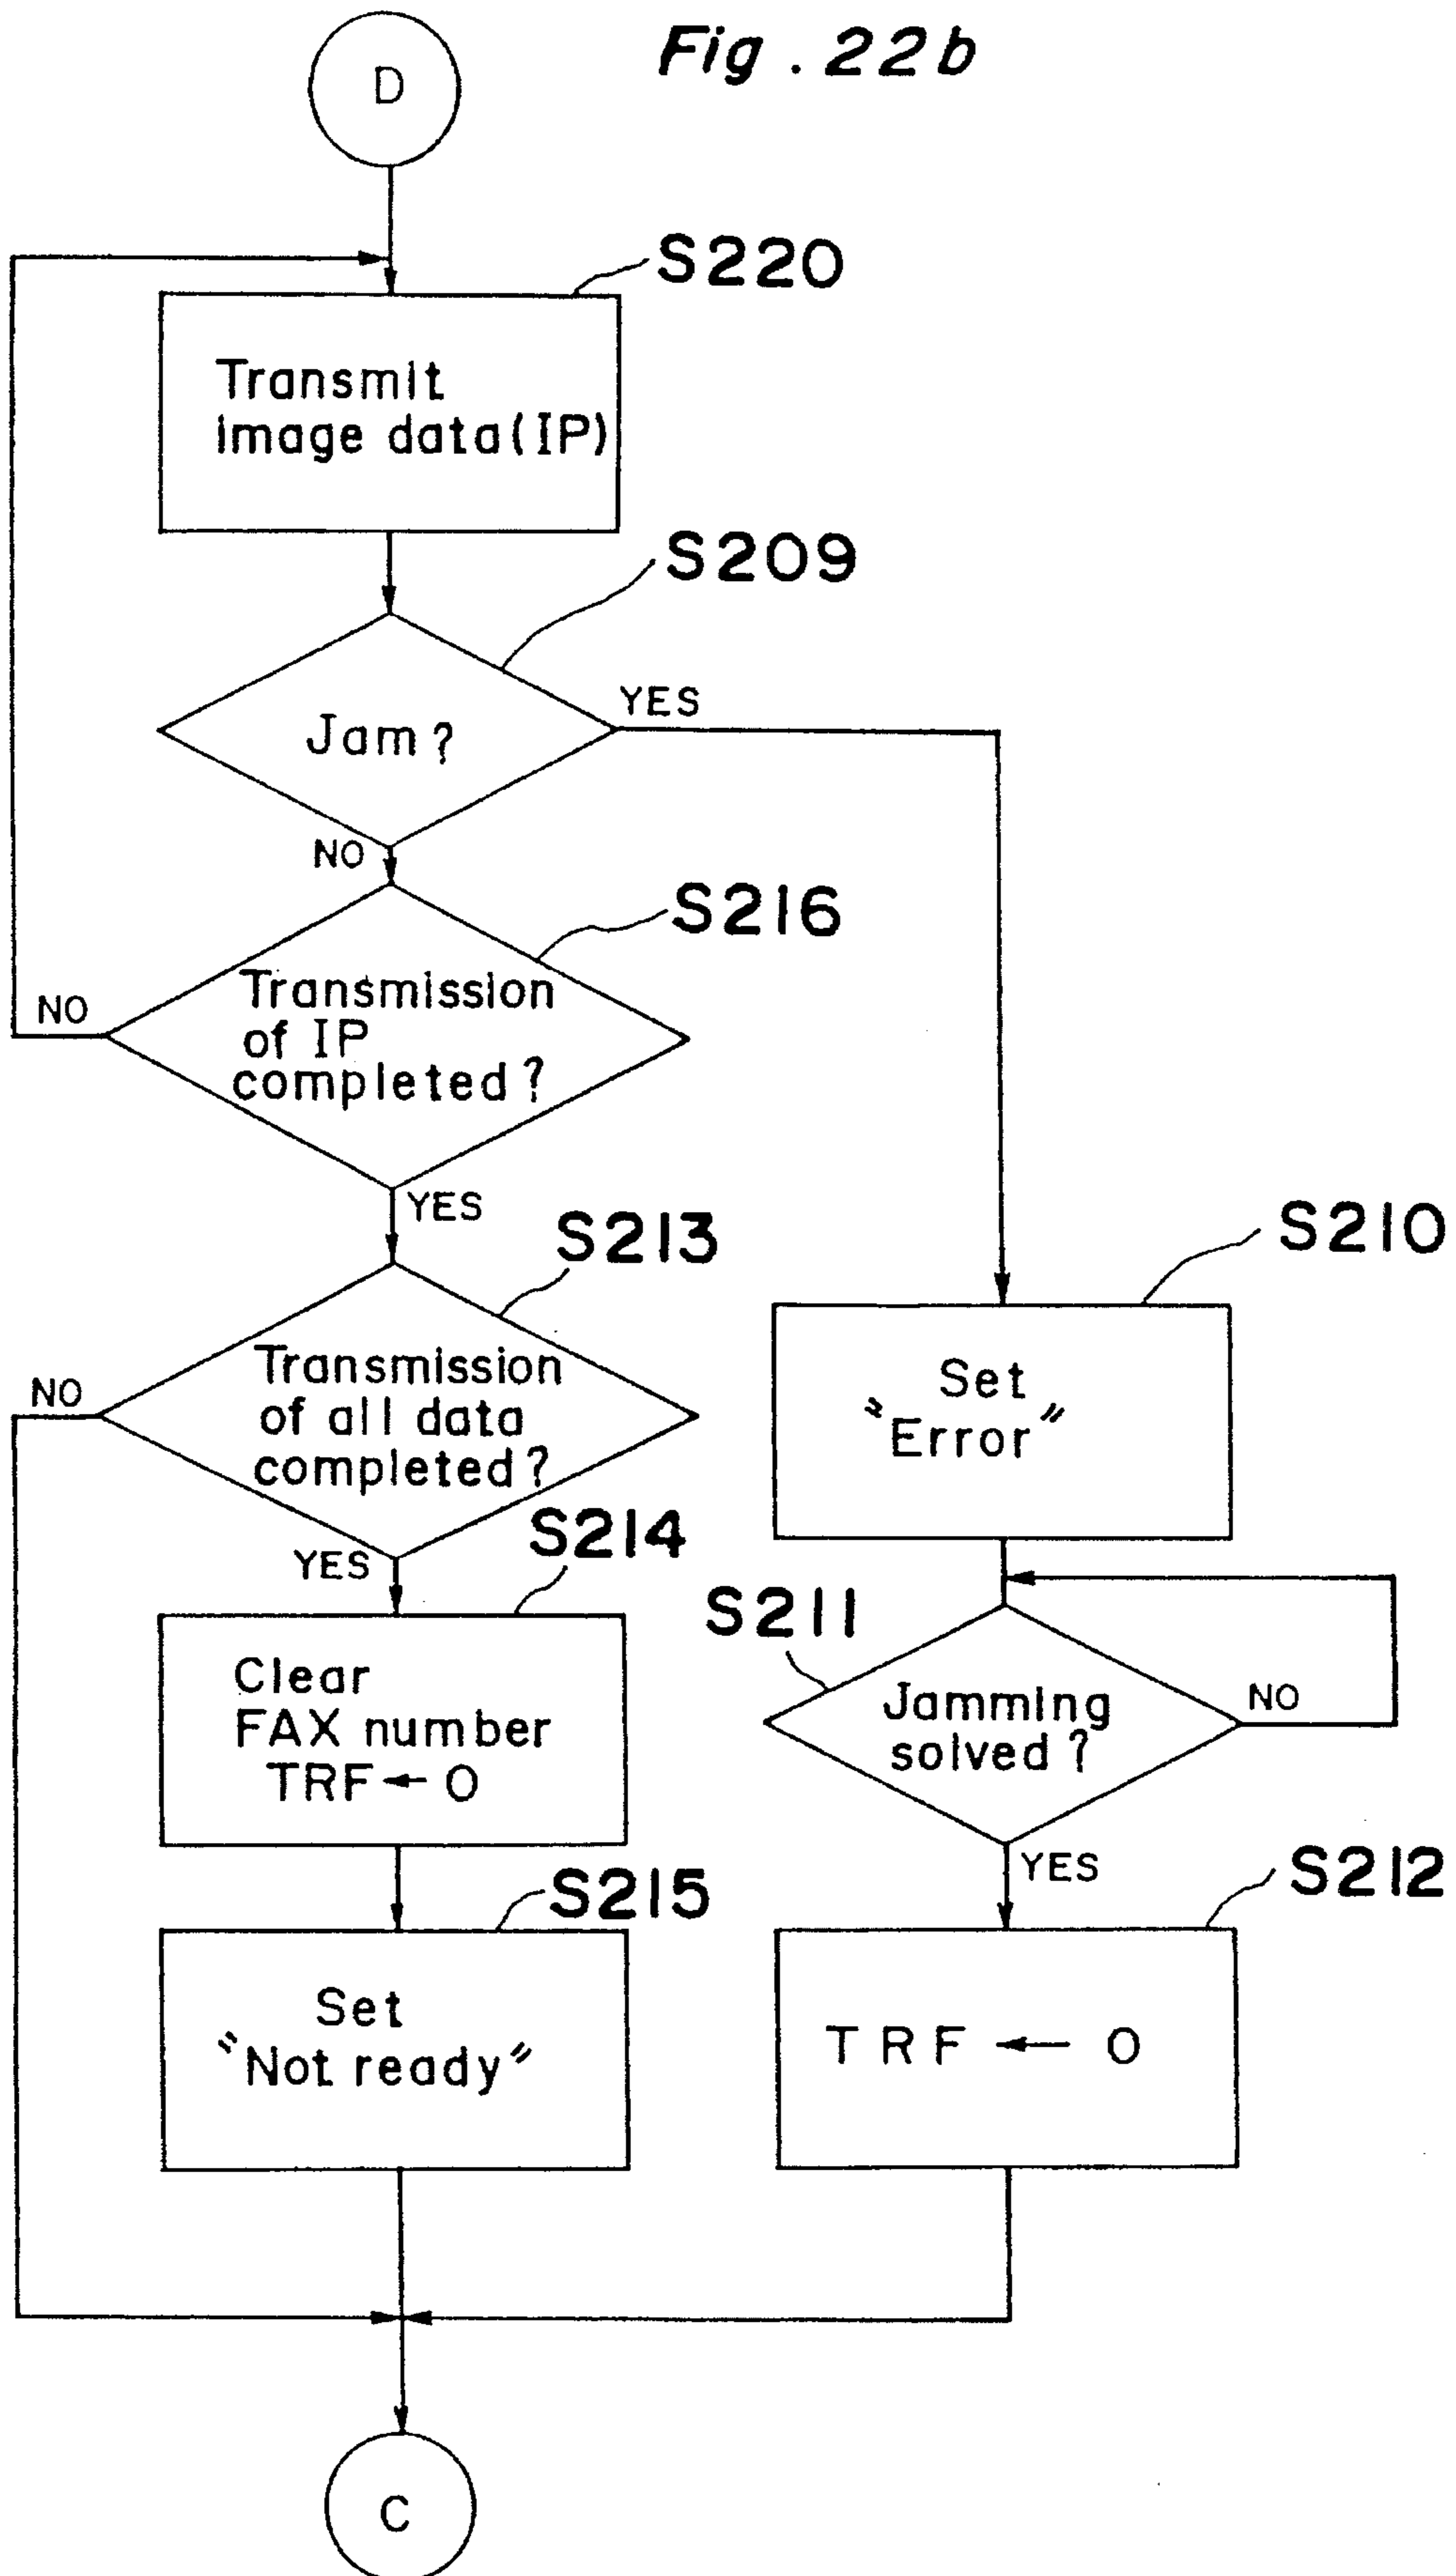 Fig. 22b
D
S220
Transmit
image data(IP)
S209
Jam?
YES
NO
S216
Transmission
of IP
completed?
NO
YES
S213
Transmission
of all data
completed?
NO
YES
S210
Set
"Error"
S214
Clear
FAX number
TRF ← 0
S211
Jamming
solved?
NO
YES
S215
Set
"Not ready"
S212
TRF ← 0
C